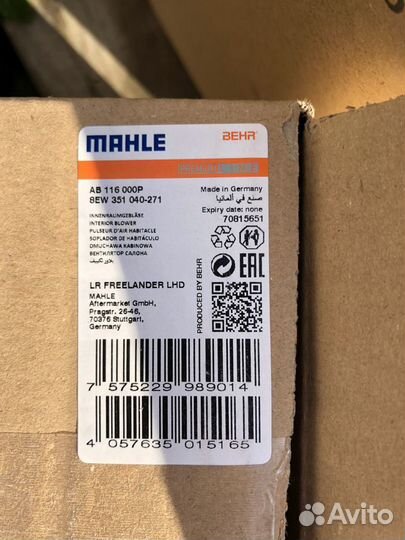 MAHLE
BEHR®
PREMIUM
AB 116 000P
8EW 351 040-271
Made in Germany
صنع في ألمانيا
Expiry date: none
70815651
INNENRAUMGEBLÄSE
INTERIOR BLOWER
PULSEUR D'AIR HABITACLE
SOPLADOR DE HABITÁCULO
DMUCHAWA KABINOWA
ВЕНТИЛЯТОР САЛОНА
LR FREELANDER LHD
MAHLE
Aftermarket GmbH,
Pragstr. 26-46,
70376 Stuttgart,
Germany
PRODUCED BY BEHR
EAC
7 575229 989014
4 057635 015165
Avito